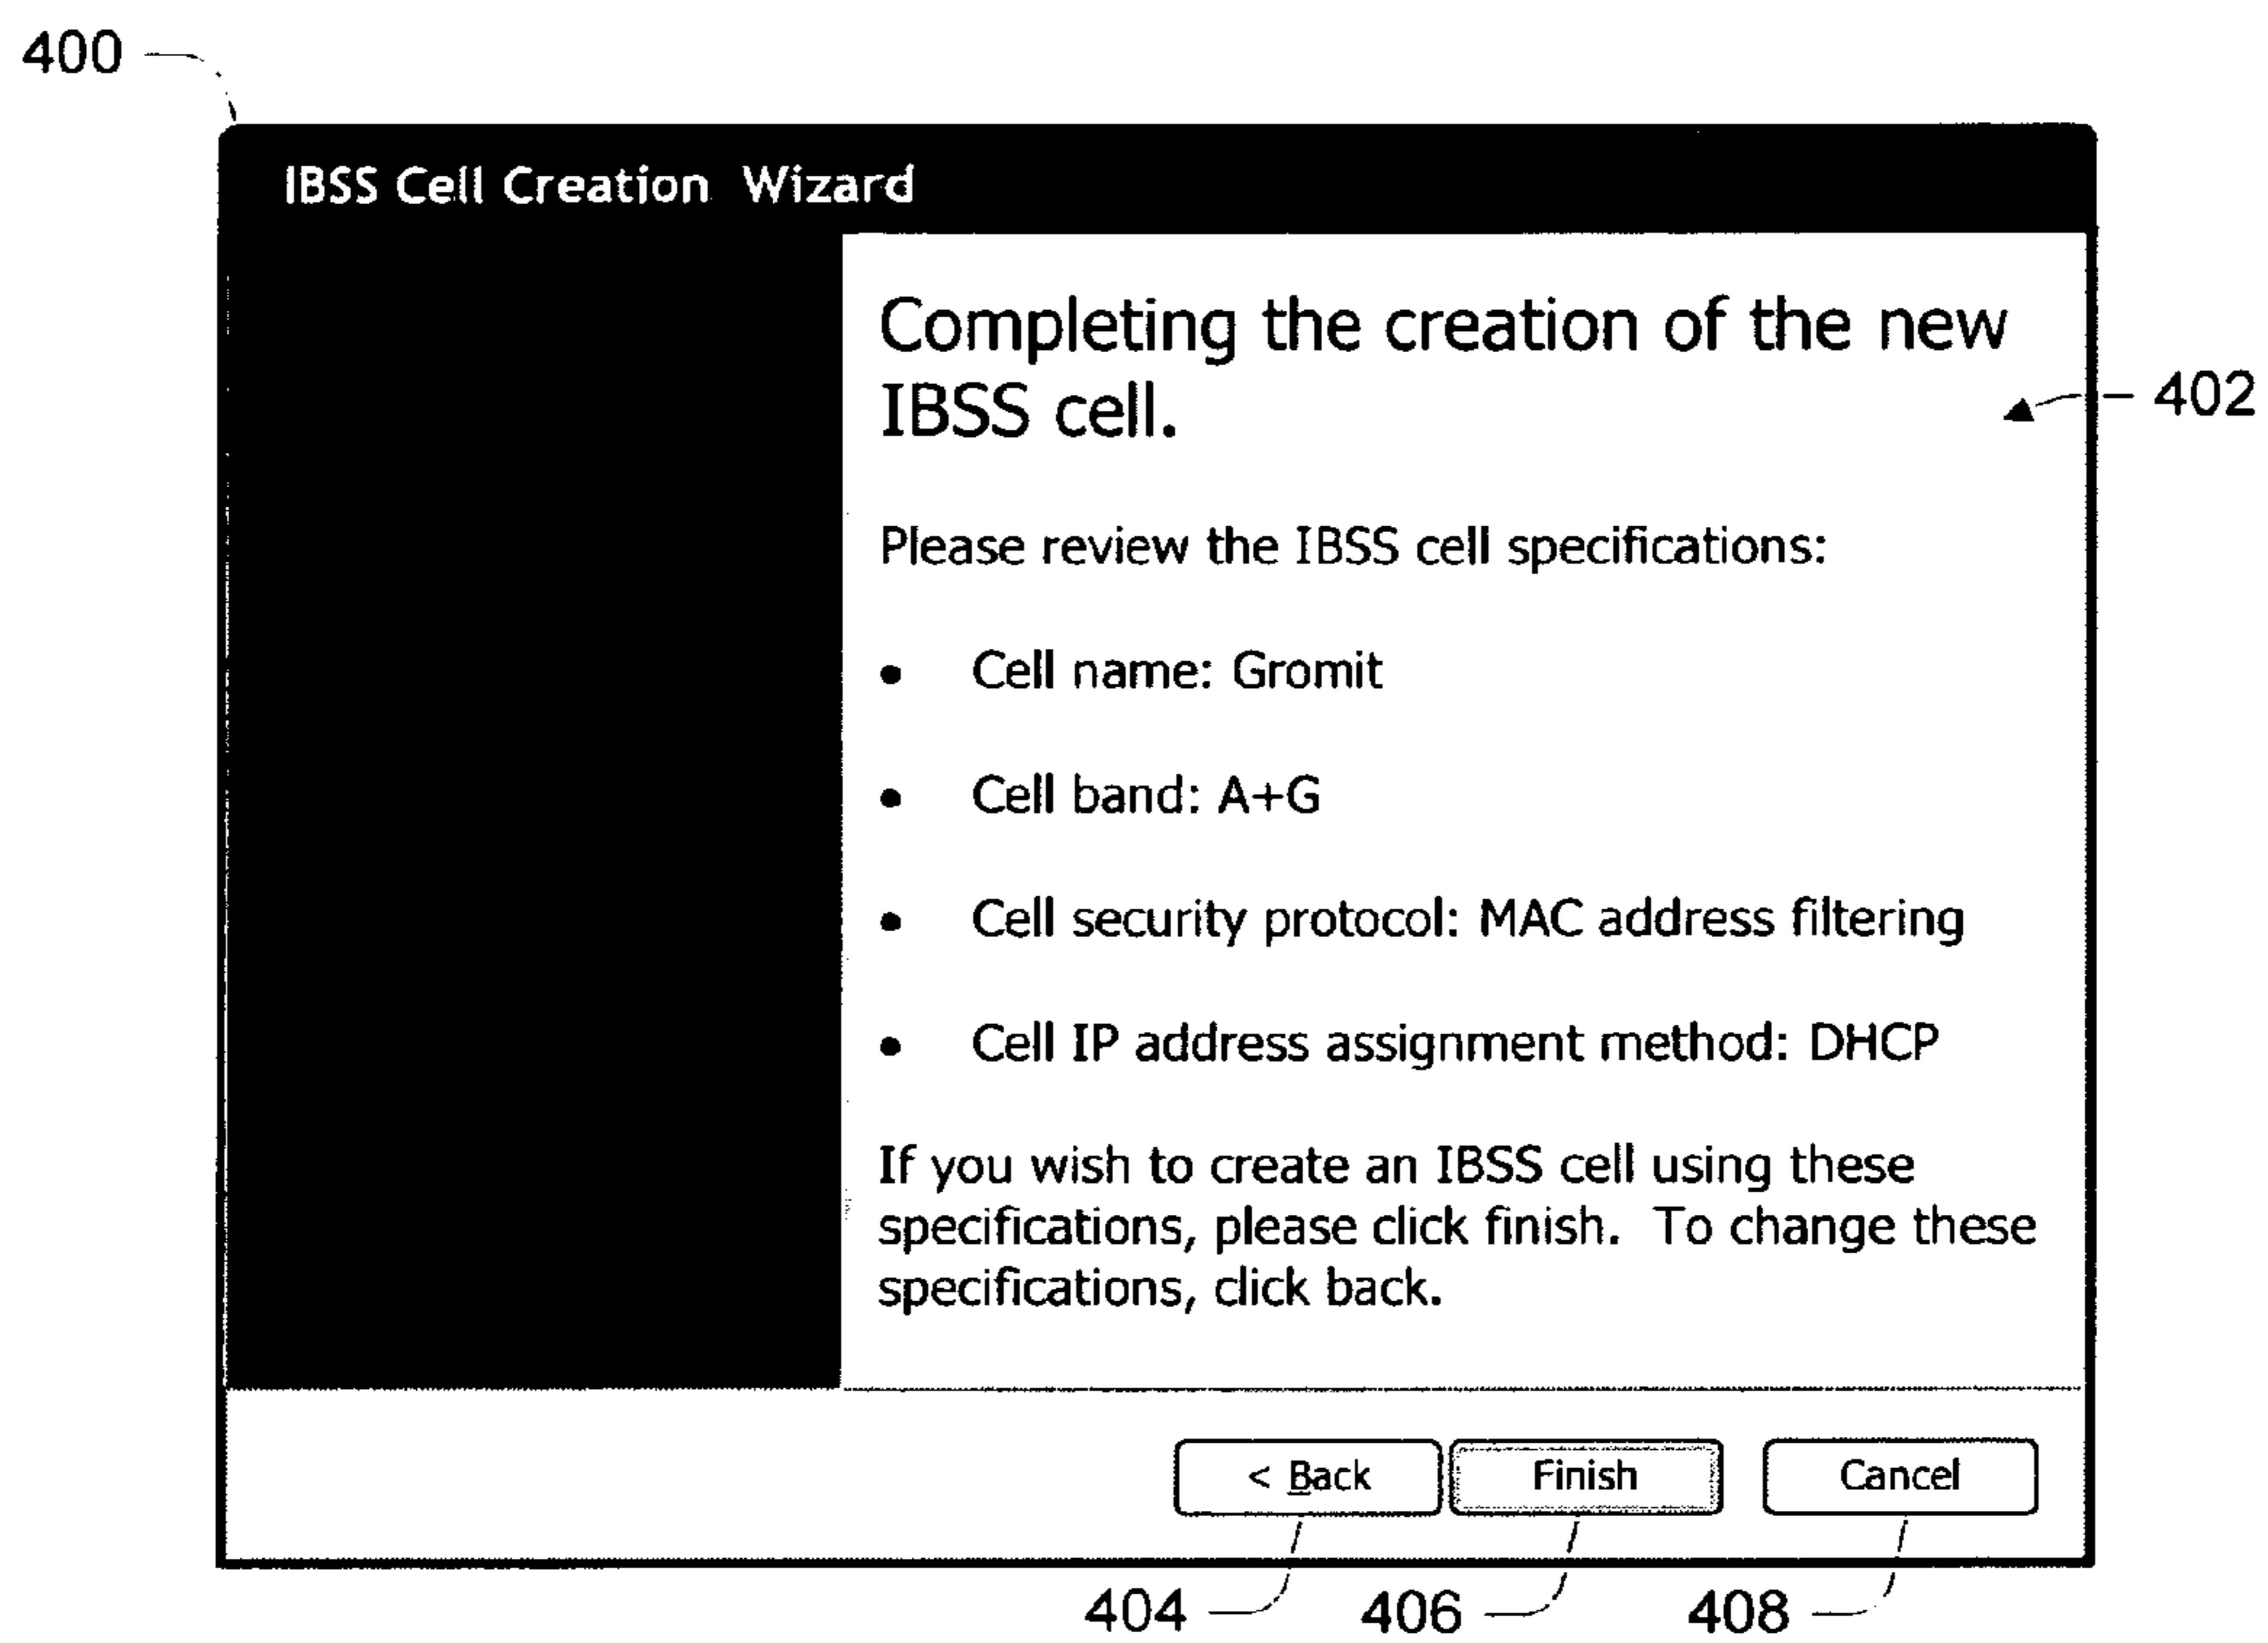 400
IBSS Cell Creation Wizard
Completing the creation of the new
IBSS cell.
402
Please review the IBSS cell specifications:
• Cell name: Gromit
• Cell band: A+G
• Cell security protocol: MAC address filtering
• Cell IP address assignment method: DHCP
If you wish to create an IBSS cell using these
specifications, please click finish. To change these
specifications, click back.
< Back Finish Cancel
404 406 408